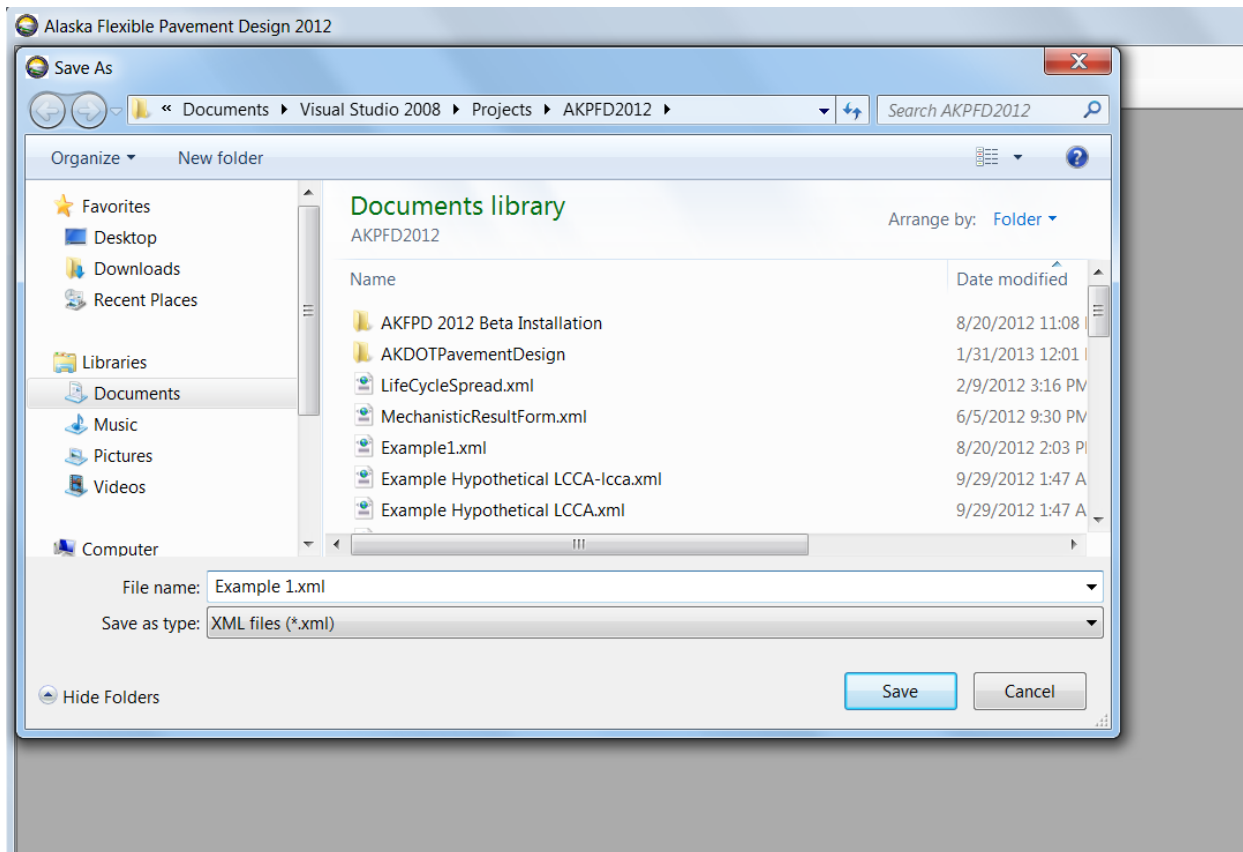 Alaska Flexible Pavement Design 2012
Save As
X
« Documents Visual Studio 2008 Projects AKPFD2012
Search AKPFD2012
Organize New folder
?
Favorites
Desktop
Downloads
Recent Places
Libraries
Documents
Music
Pictures
Videos
Computer
Documents library
AKPFD2012
Arrange by: Folder
Name Date modified
AKFPD 2012 Beta Installation 8/20/2012 11:08
AKDOTPavementDesign 1/31/2013 12:01
LifeCycleSpread.xml 2/9/2012 3:16 PM
MechanisticResultForm.xml 6/5/2012 9:30 PM
Example1.xml 8/20/2012 2:03 P
Example Hypothetical LCCA-lcca.xml 9/29/2012 1:47 A
Example Hypothetical LCCA.xml 9/29/2012 1:47 A
File name: Example 1.xml
Save as type: XML files (*.xml)
Hide Folders
Save Cancel